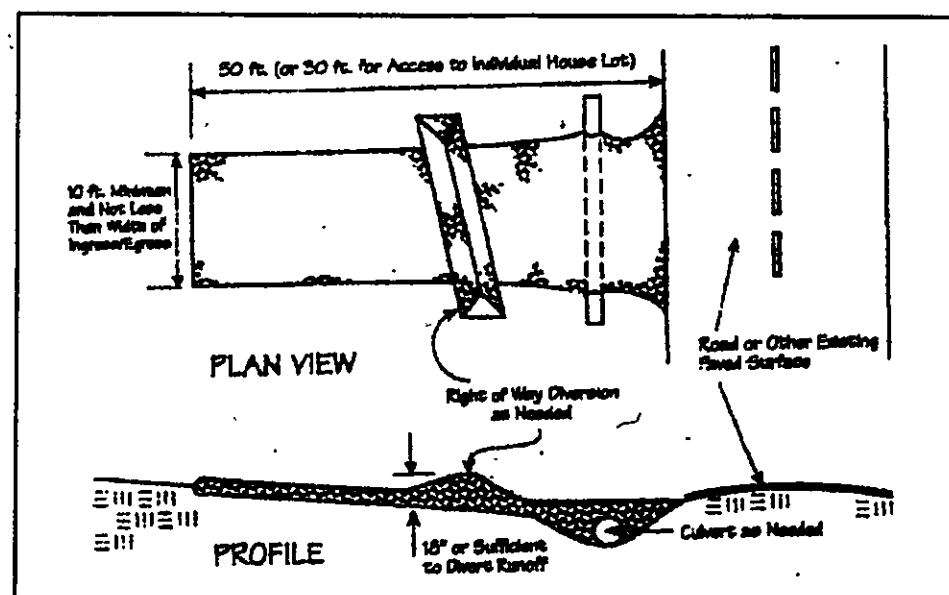 50 ft. (or 30 ft. for Access to Individual House Lot)
10 ft. Minimum
and Not Less
Than Width of
Ingress/Egress
PLAN VIEW
Road or Other Existing
Paved Surface
Right of Way Diversion
as Needed
Culvert as Needed
18" or Sufficient
to Divert Runoff
PROFILE